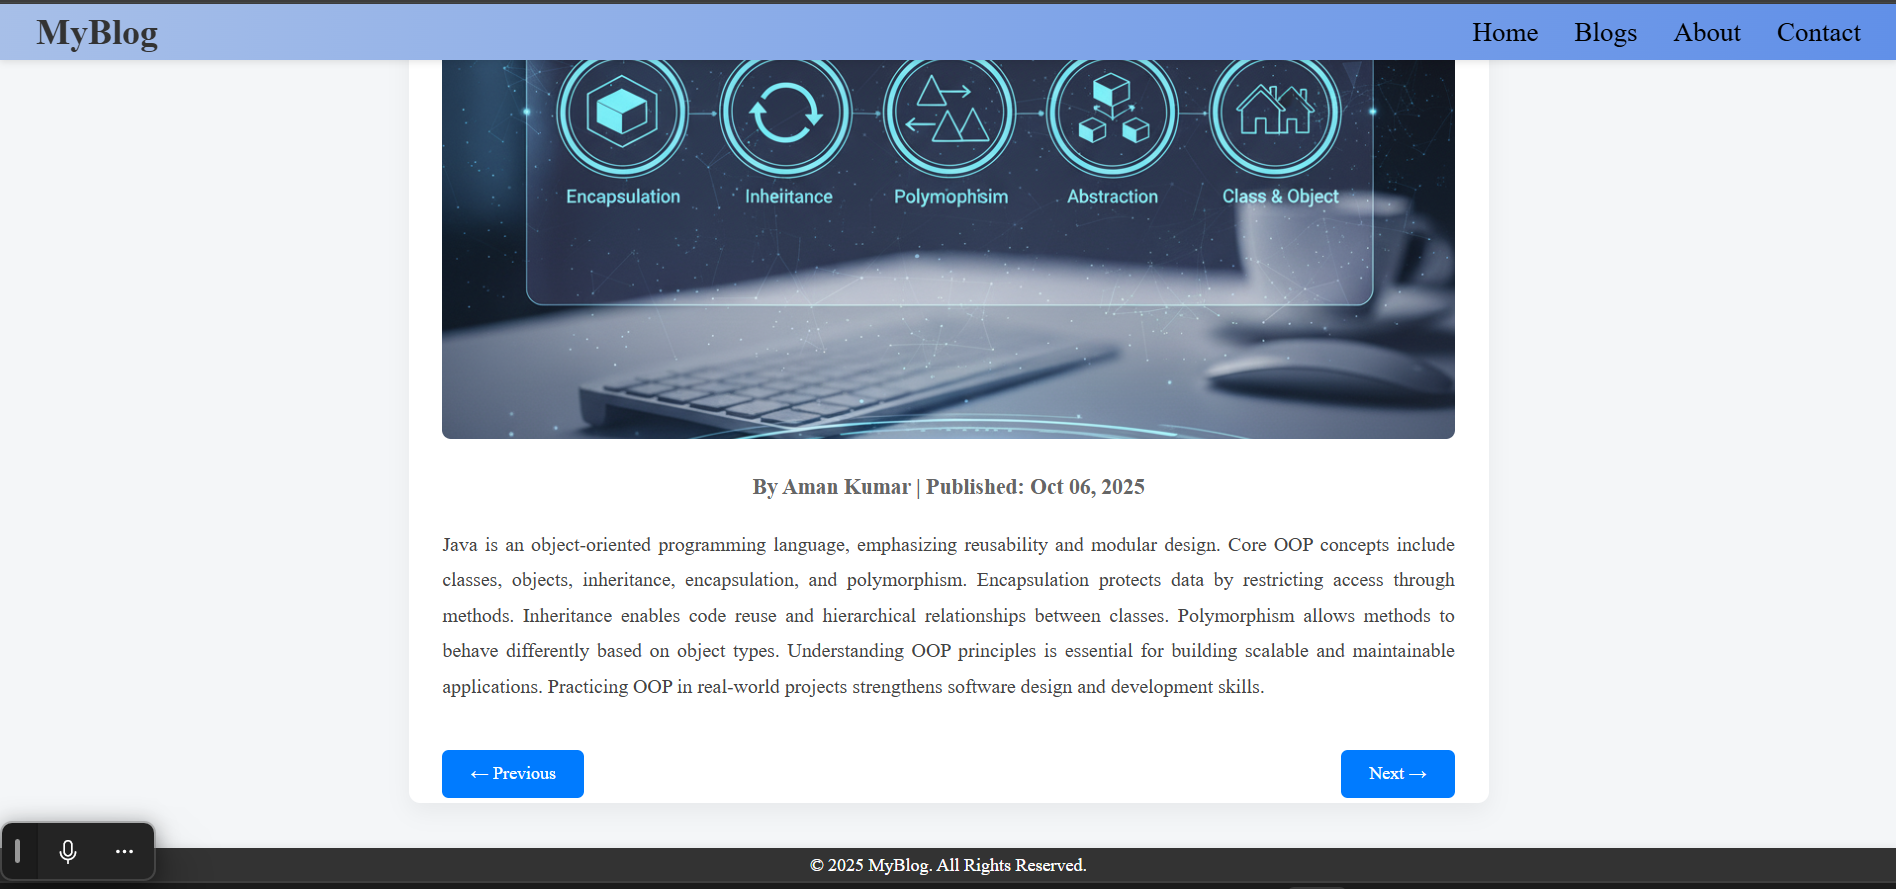 MyBlog
Home Blogs About Contact
Encapsulation Inheiitance Polymophisim Abstraction Class & Object
By Aman Kumar | Published: Oct 06, 2025
Java is an object-oriented programming language, emphasizing reusability and modular design. Core OOP concepts include
classes, objects, inheritance, encapsulation, and polymorphism. Encapsulation protects data by restricting access through
methods. Inheritance enables code reuse and hierarchical relationships between classes. Polymorphism allows methods to
behave differently based on object types. Understanding OOP principles is essential for building scalable and maintainable
applications. Practicing OOP in real-world projects strengthens software design and development skills.
← Previous Next →
© 2025 MyBlog. All Rights Reserved.